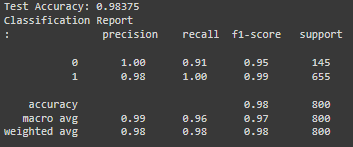 Test Accuracy: 0.98375
Classification Report
:               precision    recall  f1-score   support

           0       1.00      0.91      0.95       145
           1       0.98      1.00      0.99       655

    accuracy                           0.98       800
   macro avg       0.99      0.96      0.97       800
weighted avg       0.98      0.98      0.98       800